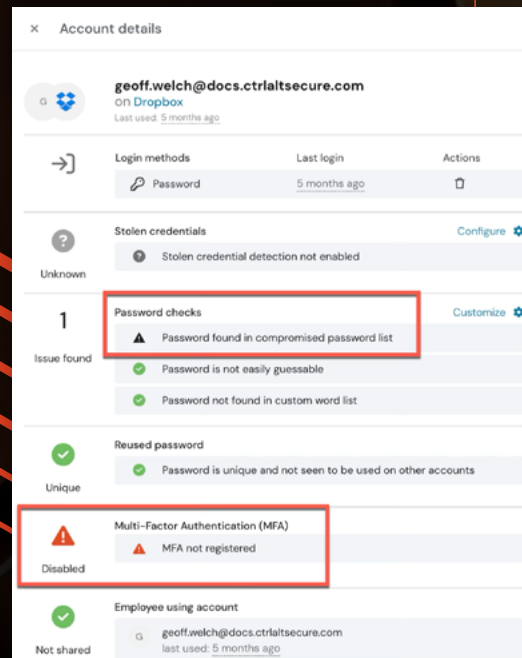 × Account details
geoff.welch@docs.ctrlaltsecure.com
G
on Dropbox
Last used: 5 months ago
Login methods Last login Actions
Password 5 months ago
Stolen credentials Configure
? Stolen credential detection not enabled
Unknown
1 Password checks Customize
Password found in compromised password list
Issue found
Password is not easily guessable
Password not found in custom word list
Reused password
Password is unique and not seen to be used on other accounts
Unique
Multi-Factor Authentication (MFA)
MFA not registered
Disabled
Employee using account
G geoff.welch@docs.ctrlaltsecure.com
Not shared last used: 5 months ago